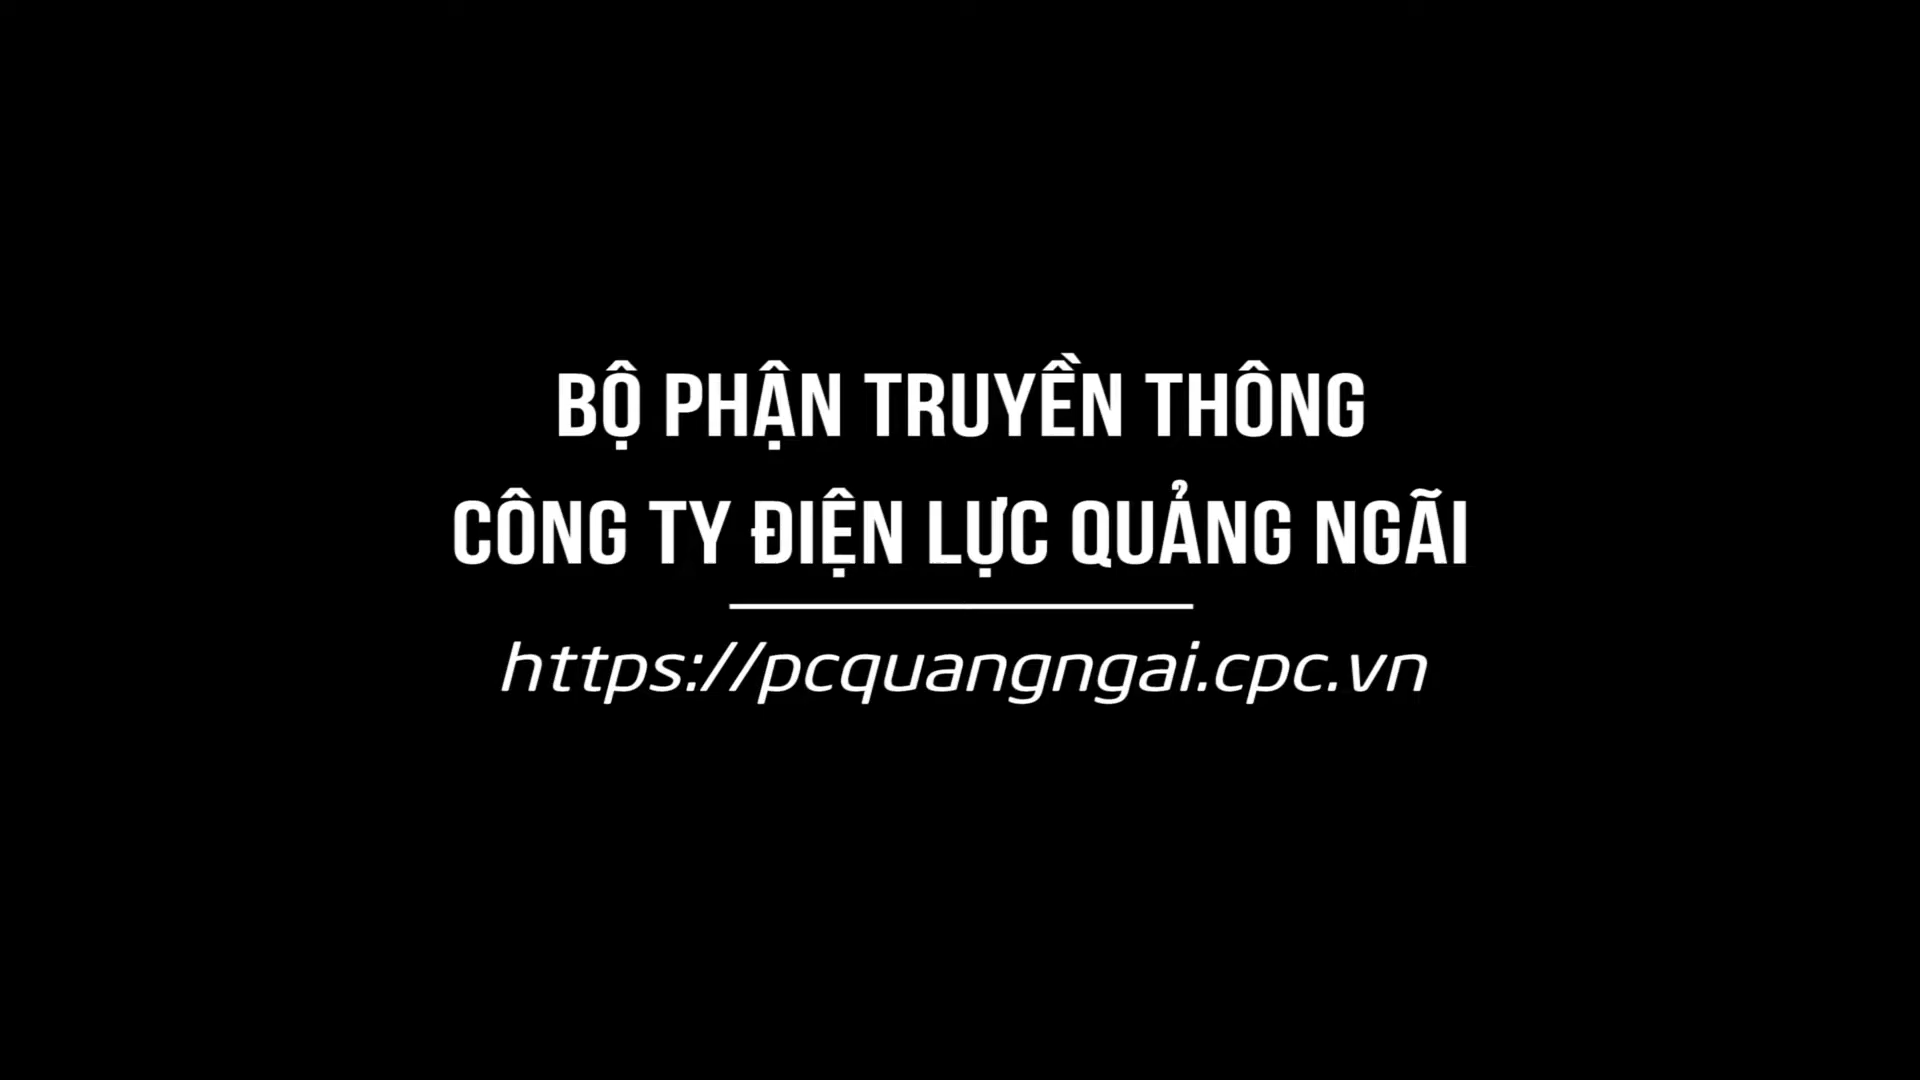 BỘ PHẬN TRUYỀN THÔNG
CÔNG TY ĐIỆN LỰC QUẢNG NGÃI
https://pcquangngai.cpc.vn